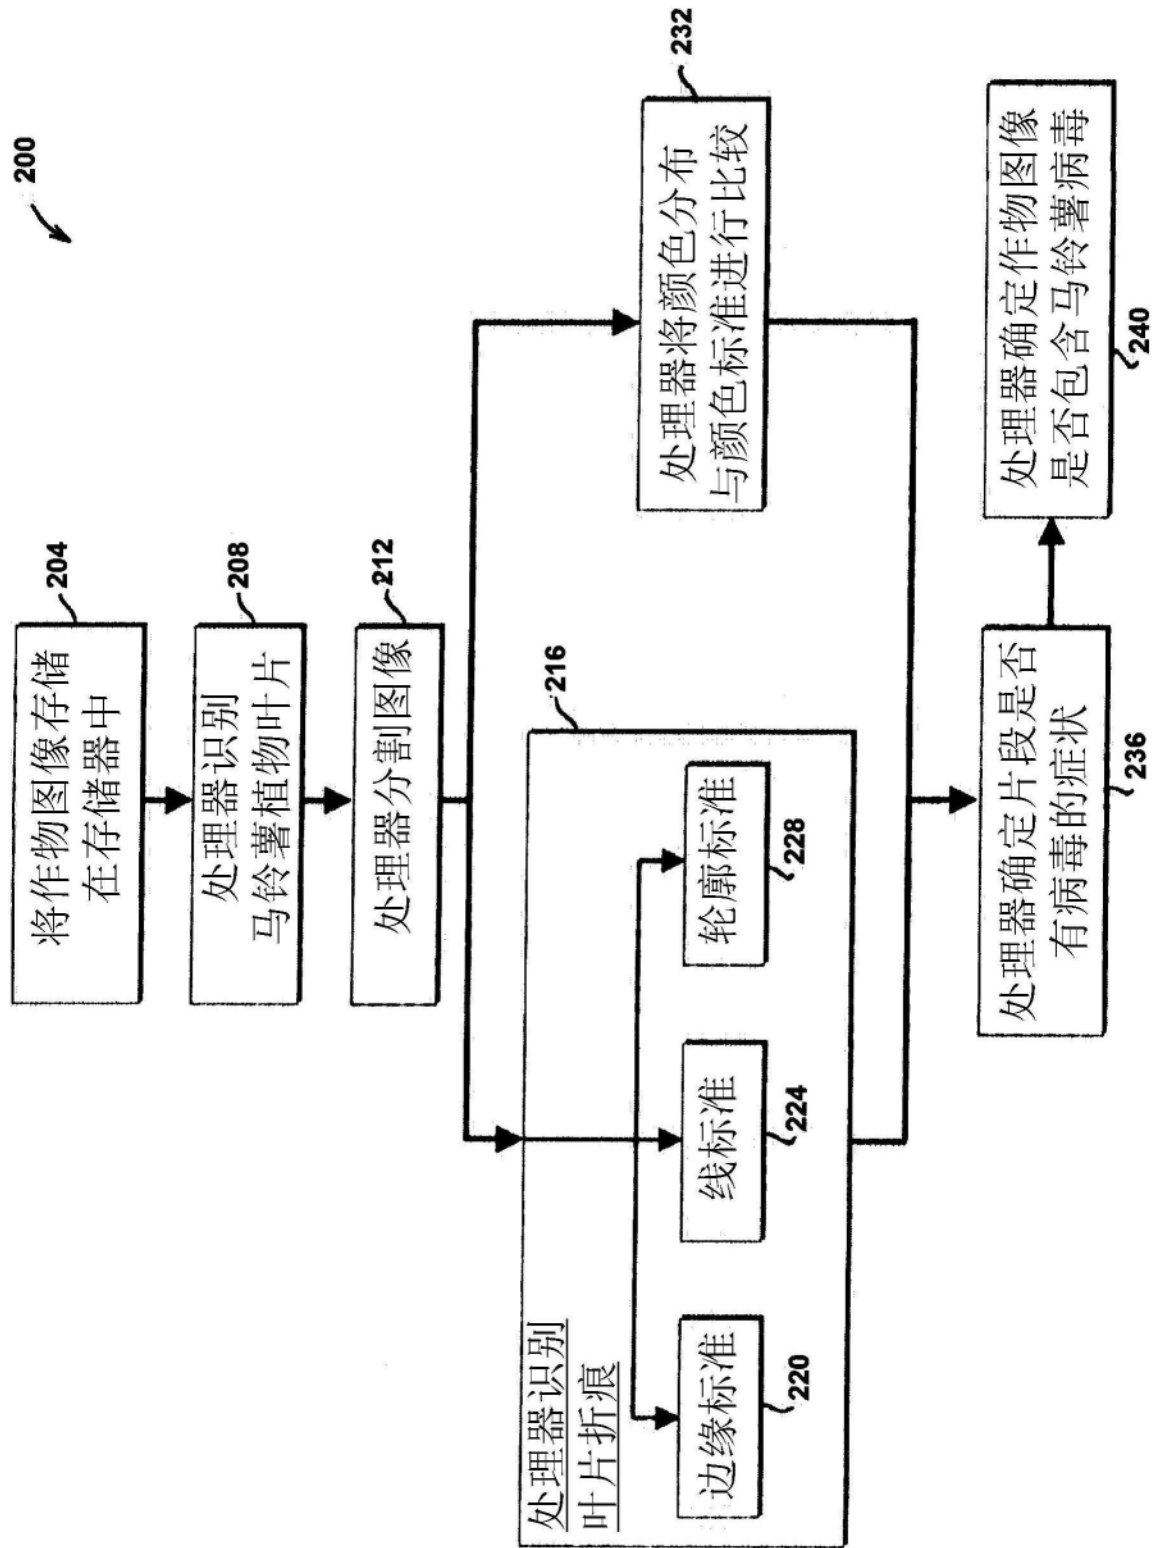 200
将作物图像存储
在存储器中
204
处理器识别
马铃薯植物叶片
208
处理器分割图像
212
处理器识别
叶片折痕
216
边缘标准
220
线标准
224
轮廓标准
228
处理器将颜色分布
与颜色标准进行比较
232
处理器确定片段是否
有病毒的症状
236
处理器确定作物图像
是否包含马铃薯病毒
240